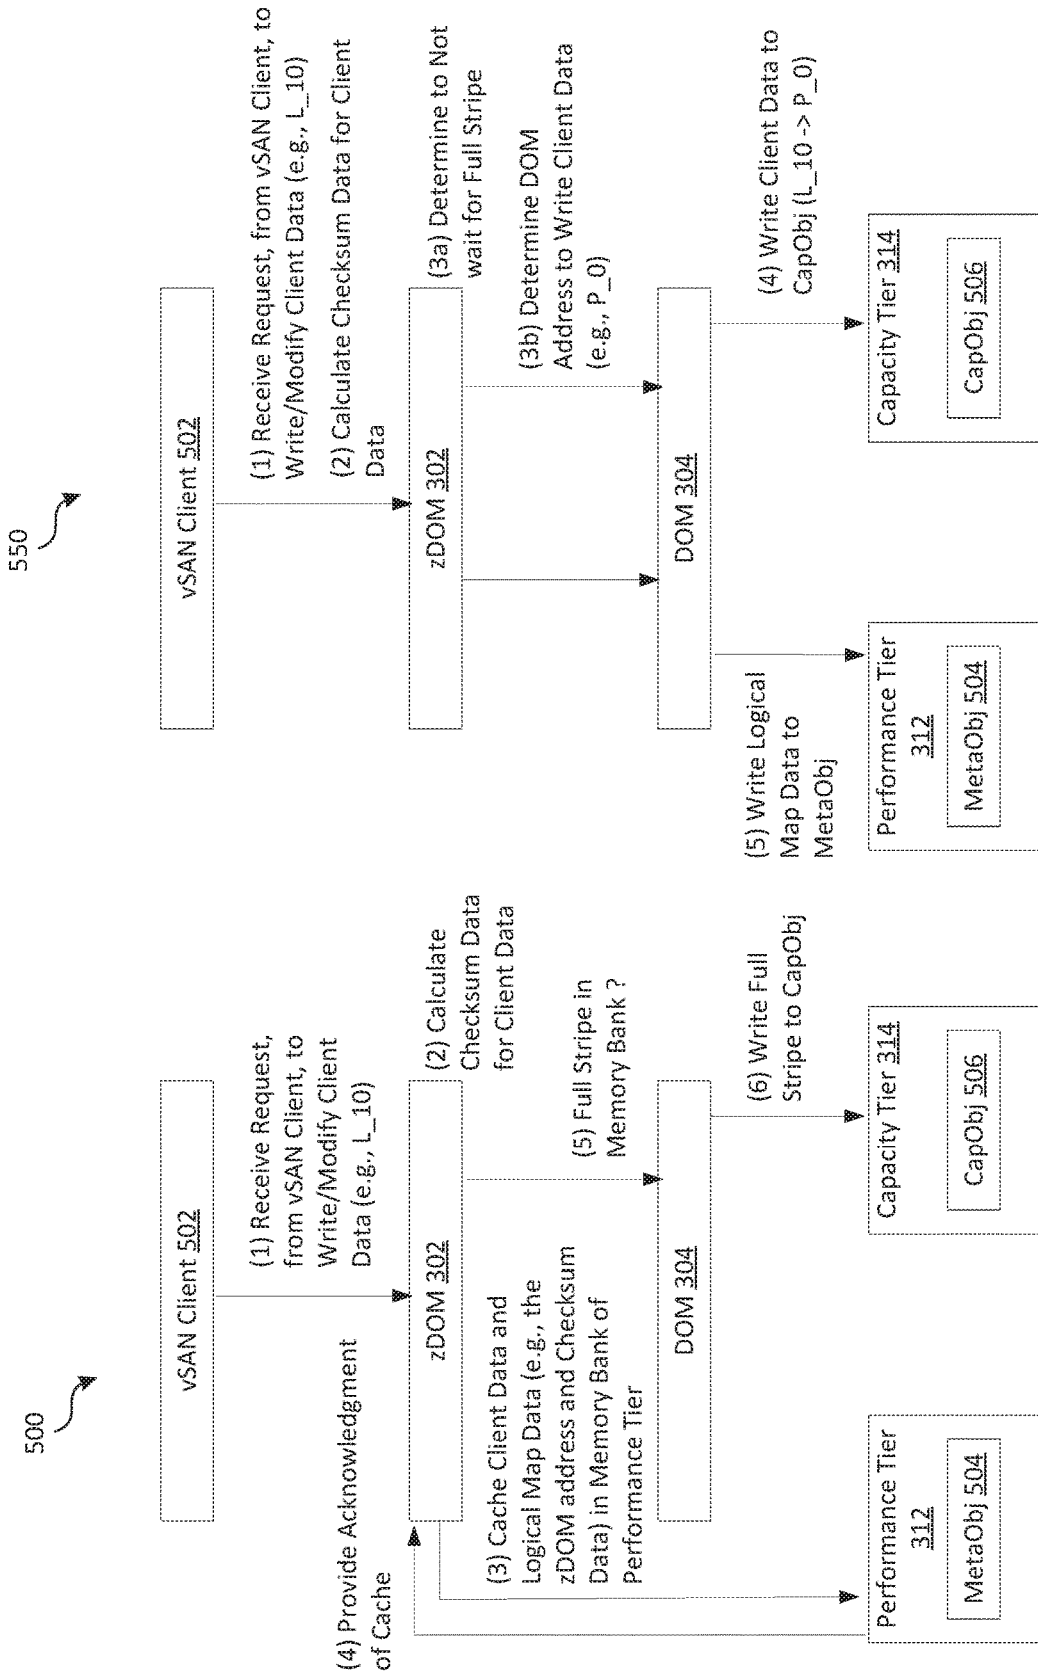 500
vSAN Client 502
(1) Receive Request,
from vSAN Client, to
Write/Modify Client
Data (e.g., L_10)
(4) Provide Acknowledgment
of Cache
zDOM 302
(2) Calculate
Checksum Data
for Client Data
(3) Cache Client Data and
Logical Map Data (e.g., the
zDOM address and Checksum
Data) in Memory Bank of
Performance Tier
(5) Full Stripe in
Memory Bank ?
DOM 304
(6) Write Full
Stripe to CapObj
Performance Tier
312
MetaObj 504
Capacity Tier 314
CapObj 506
550
vSAN Client 502
(1) Receive Request, from vSAN Client, to
Write/Modify Client Data (e.g., L_10)
(2) Calculate Checksum Data for Client
Data
zDOM 302
(3a) Determine to Not
wait for Full Stripe
(3b) Determine DOM
Address to Write Client Data
(e.g., P_0)
DOM 304
(4) Write Client Data to
CapObj (L_10 -> P_0)
(5) Write Logical
Map Data to
MetaObj
Performance Tier
312
MetaObj 504
Capacity Tier 314
CapObj 506